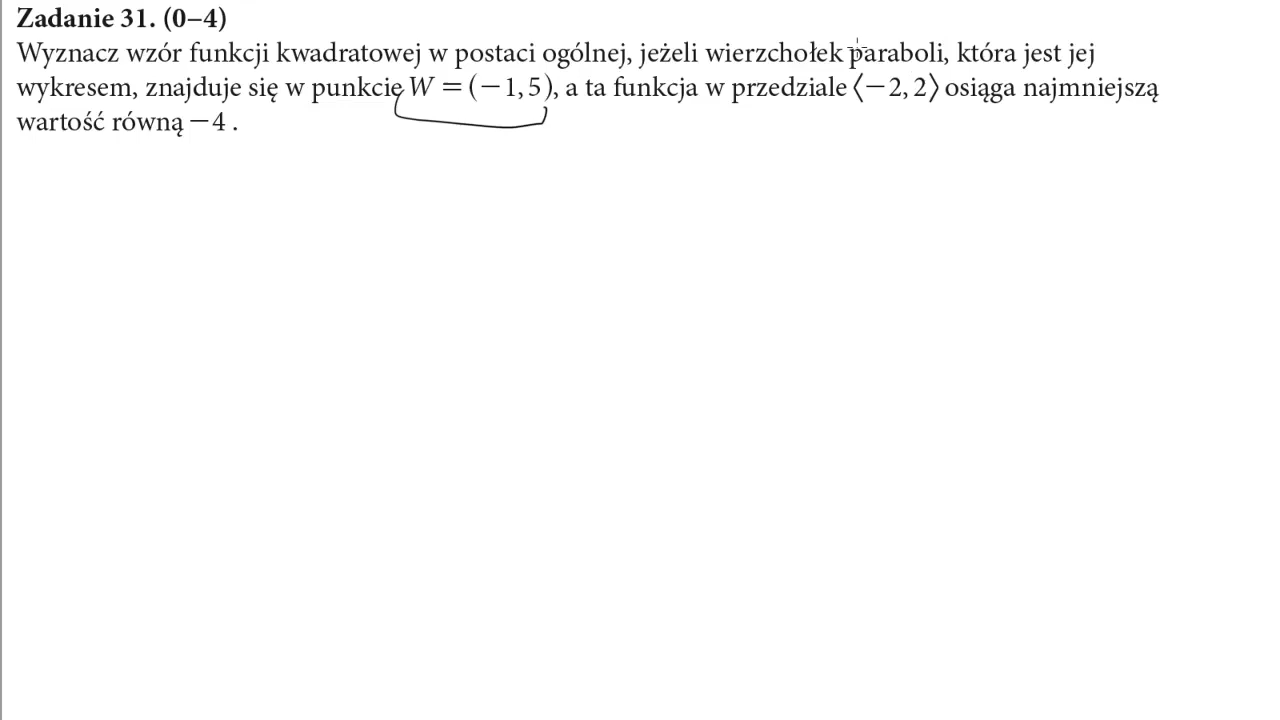 Zadanie 31. (0–4)
Wyznacz wzór funkcji kwadratowej w postaci ogólnej, jeżeli wierzchołek paraboli, która jest jej
wykresem, znajduje się w punkcie W = (−1, 5), a ta funkcja w przedziale ⟨−2, 2⟩ osiąga najmniejszą
wartość równą −4 .